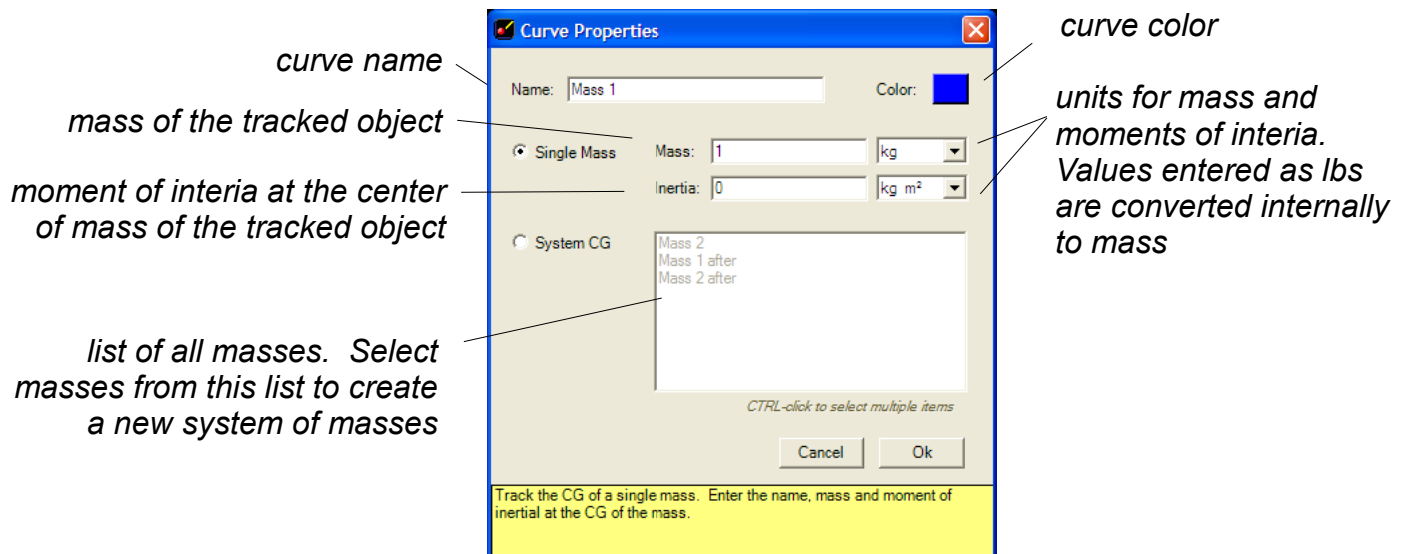 Curve Properties
curve name
mass of the tracked object
moment of interia at the center
of mass of the tracked object
list of all masses. Select
masses from this list to create
a new system of masses
Name: Mass 1 Color:
Single Mass Mass: 1 kg
Inertia: 0 kg m²
System CG
Mass 2
Mass 1 after
Mass 2 after
CTRL-click to select multiple items
Cancel Ok
Track the CG of a single mass. Enter the name, mass and moment of
inertial at the CG of the mass.
curve color
units for mass and
moments of interia.
Values entered as lbs
are converted internally
to mass